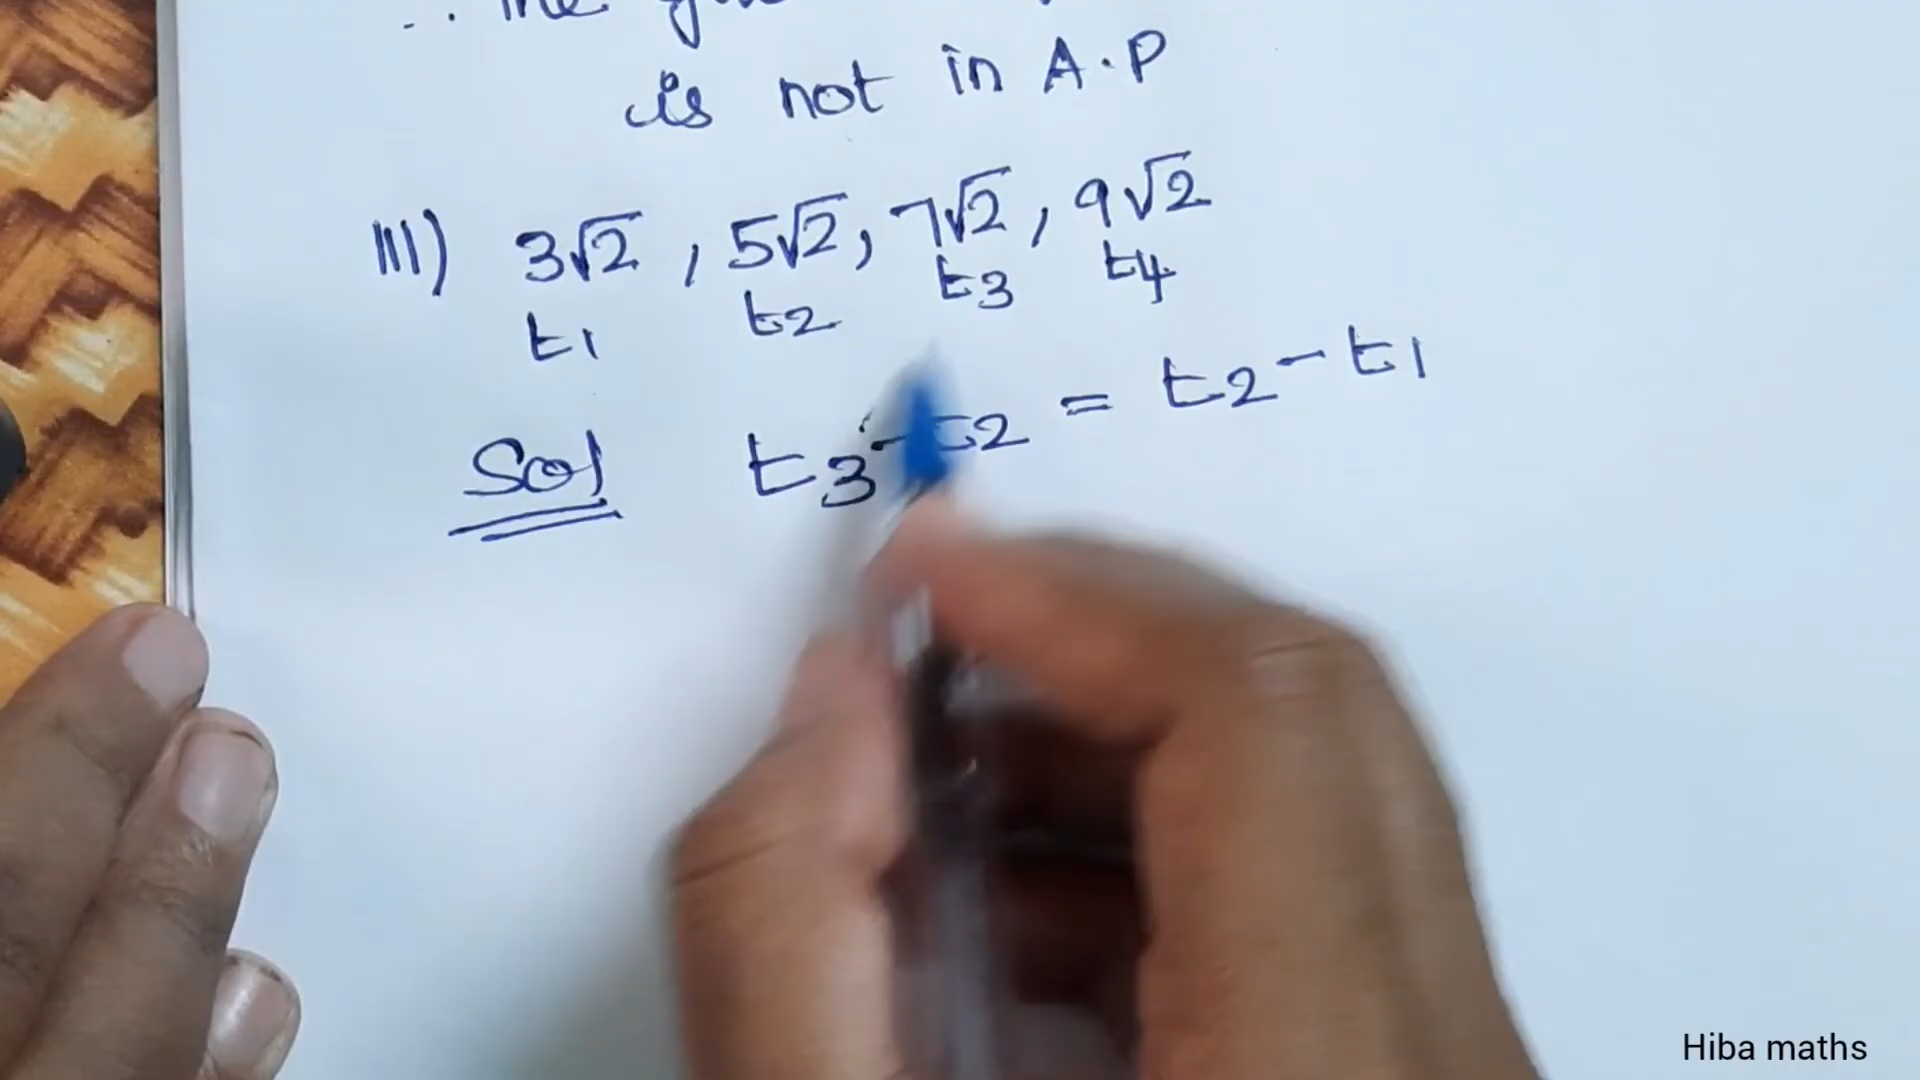 ∴ The
is not in A.P
III) 3√2 , 5√2, 7√2, 9√2
t1 t2 t3 t4
Sol t3 - t2 = t2 - t1
Hiba maths